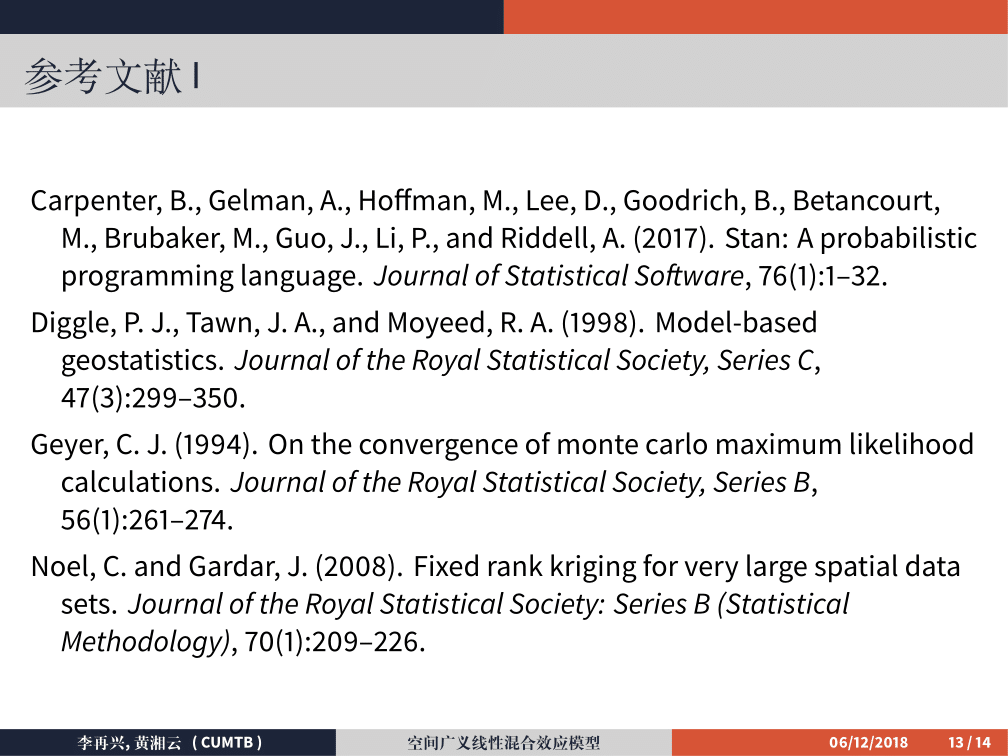 参考文献 I
Carpenter, B., Gelman, A., Hoffman, M., Lee, D., Goodrich, B., Betancourt,
M., Brubaker, M., Guo, J., Li, P., and Riddell, A. (2017). Stan: A probabilistic
programming language. Journal of Statistical Software, 76(1):1–32.
Diggle, P. J., Tawn, J. A., and Moyeed, R. A. (1998). Model-based
geostatistics. Journal of the Royal Statistical Society, Series C,
47(3):299–350.
Geyer, C. J. (1994). On the convergence of monte carlo maximum likelihood
calculations. Journal of the Royal Statistical Society, Series B,
56(1):261–274.
Noel, C. and Gardar, J. (2008). Fixed rank kriging for very large spatial data
sets. Journal of the Royal Statistical Society: Series B (Statistical
Methodology), 70(1):209–226.
李再兴, 黄湘云 ( CUMTB )
空间广义线性混合效应模型
06/12/2018 13 / 14